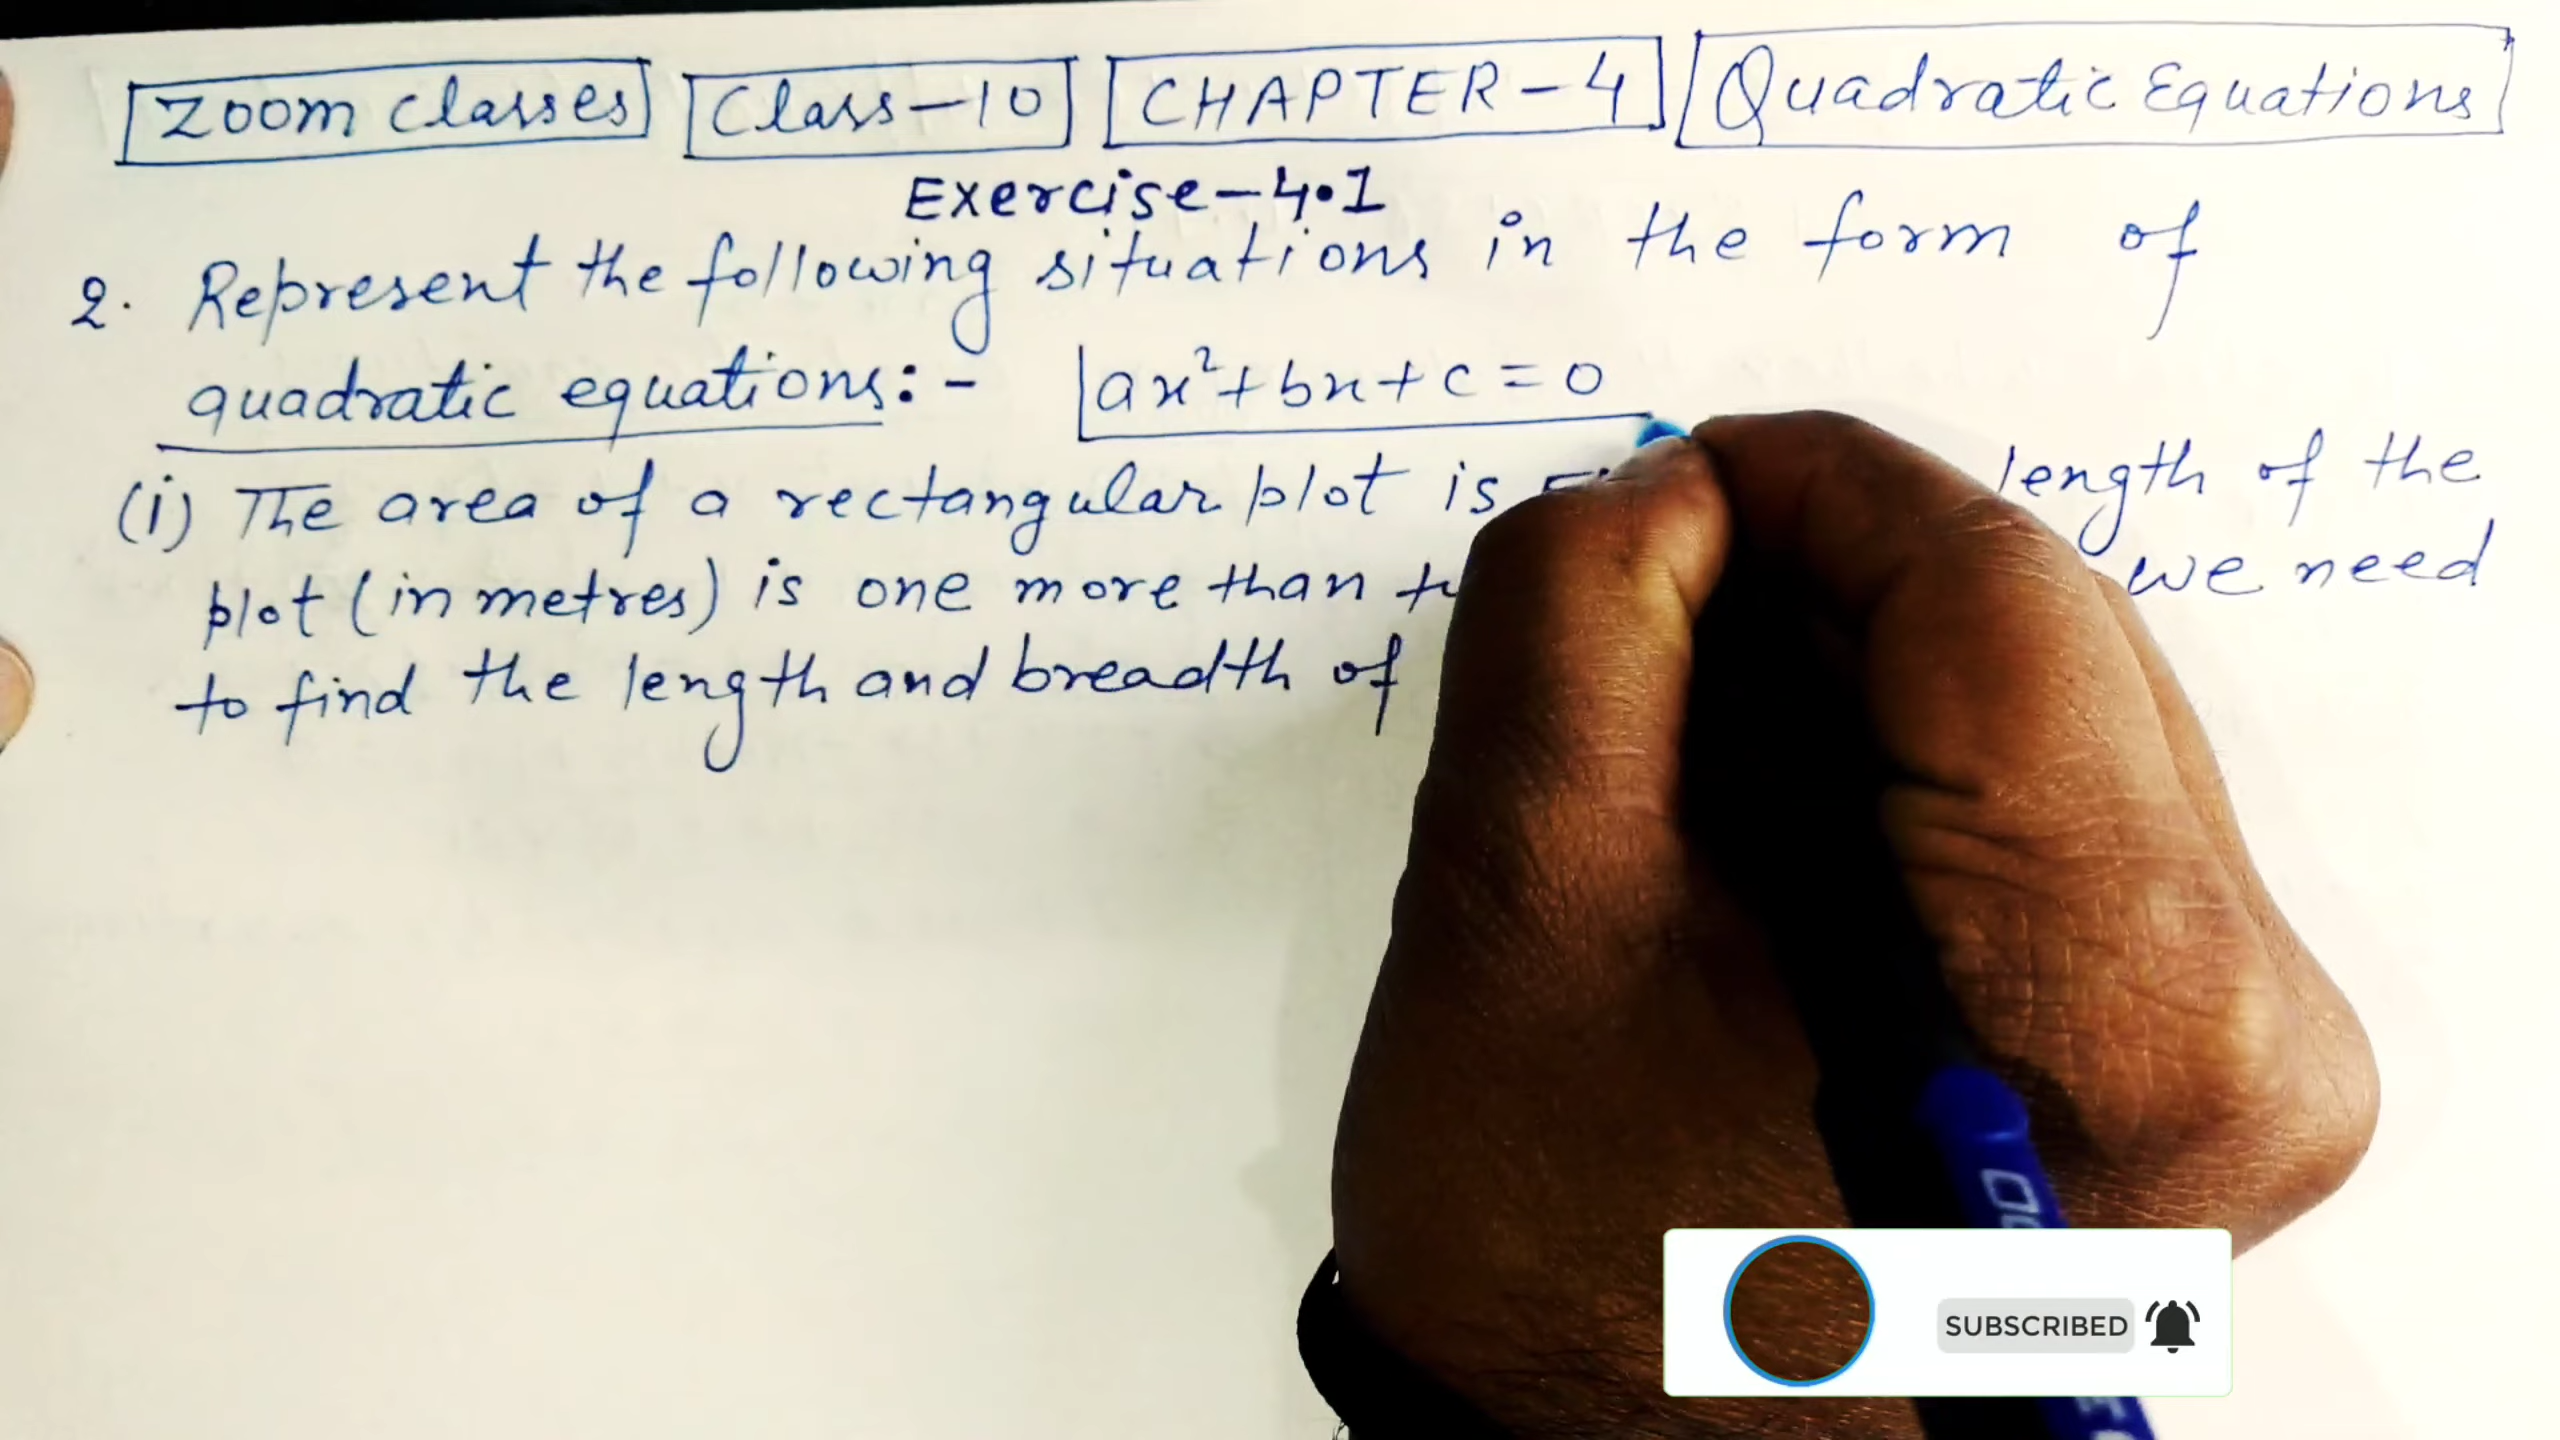 Zoom Classes Class-10 CHAPTER-4 Quadratic Equations
Exercise-4.1
2. Represent the following situations in the form of
quadratic equations:- ax²+bx+c=0
(i) The area of a rectangular plot is length of the
plot (in metres) is one more than we need
to find the length and breadth of
SUBSCRIBED